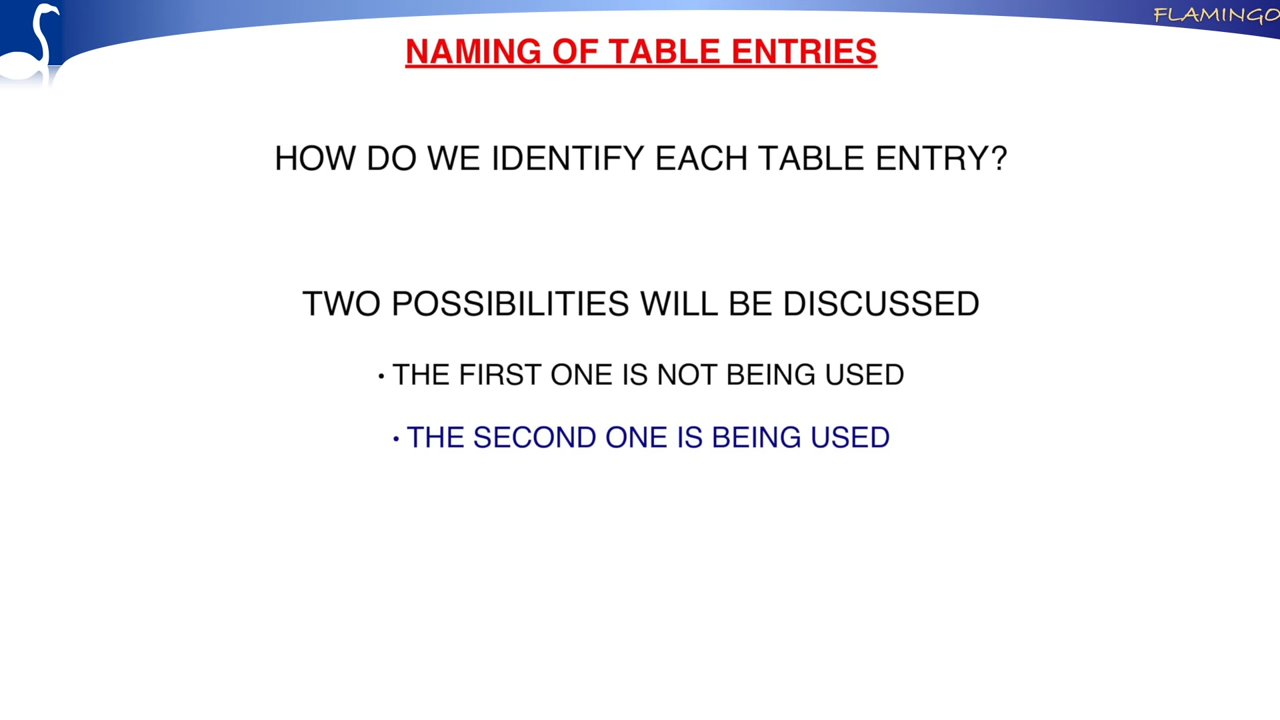 FLAMINGO
NAMING OF TABLE ENTRIES
HOW DO WE IDENTIFY EACH TABLE ENTRY?
TWO POSSIBILITIES WILL BE DISCUSSED
• THE FIRST ONE IS NOT BEING USED
• THE SECOND ONE IS BEING USED